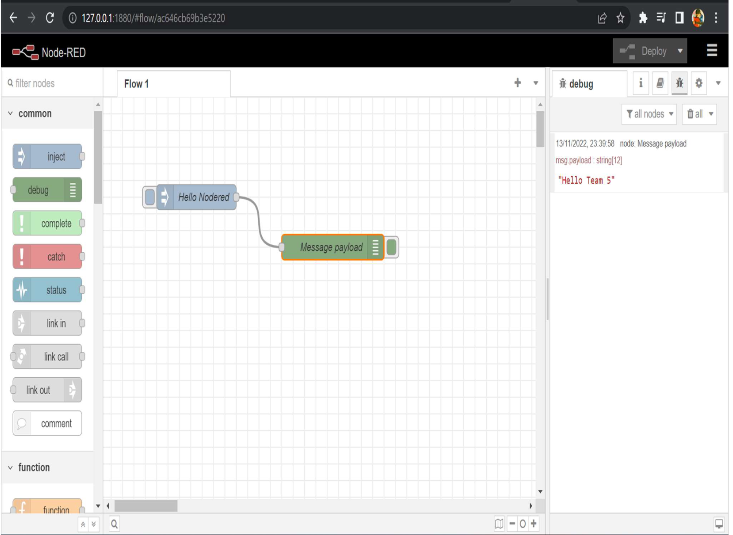 127.0.0.1:1880/#flow/ac646cb69b3e5220
Node-RED
Deploy
filter nodes
common
inject
debug
complete
catch
status
link in
link call
link out
comment
function
function
Flow 1
Hello Nodered
Message payload
debug
all nodes
all
13/11/2022, 23:39:58 node: Message payload
msg.payload : string[12]
"Hello Team 5"